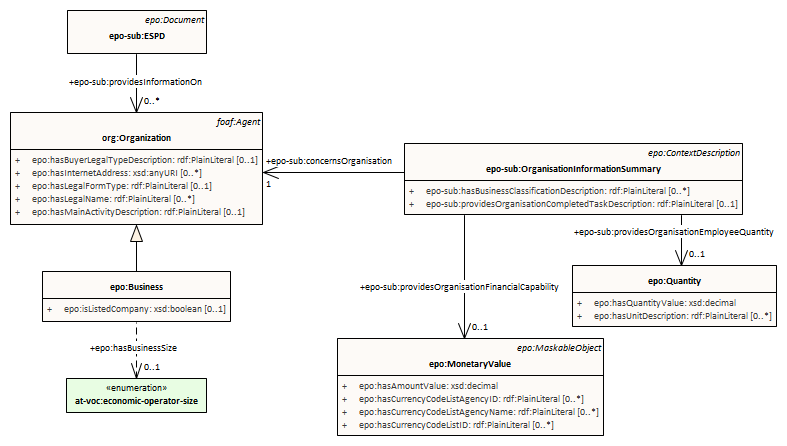 epo:Document
epo-sub:ESPD
+epo-sub:providesInformationOn
0..*
foaf:Agent
org:Organization
+ epo:hasBuyerLegalTypeDescription: rdf:PlainLiteral [0..1]
+ epo:hasInternetAddress: xsd:anyURI [0..*]
+ epo:hasLegalFormType: rdf:PlainLiteral [0..1]
+ epo:hasLegalName: rdf:PlainLiteral [0..*]
+ epo:hasMainActivityDescription: rdf:PlainLiteral [0..1]
+epo-sub:concernsOrganisation
1
epo:ContextDescription
epo-sub:OrganisationInformationSummary
+ epo-sub:hasBusinessClassificationDescription: rdf:PlainLiteral [0..*]
+ epo-sub:providesOrganisationCompletedTaskDescription: rdf:PlainLiteral [0..1]
+epo-sub:providesOrganisationEmployeeQuantity
0..1
epo:Quantity
+ epo:hasQuantityValue: xsd:decimal
+ epo:hasUnitDescription: rdf:PlainLiteral [0..*]
+epo-sub:providesOrganisationFinancialCapability
0..1
epo:Business
+ epo:isListedCompany: xsd:boolean [0..1]
+epo:hasBusinessSize
0..1
«enumeration»
at-voc:economic-operator-size
epo:MaskableObject
epo:MonetaryValue
+ epo:hasAmountValue: xsd:decimal
+ epo:hasCurrencyCodeListAgencyID: rdf:PlainLiteral [0..*]
+ epo:hasCurrencyCodeListAgencyName: rdf:PlainLiteral [0..*]
+ epo:hasCurrencyCodeListID: rdf:PlainLiteral [0..*]